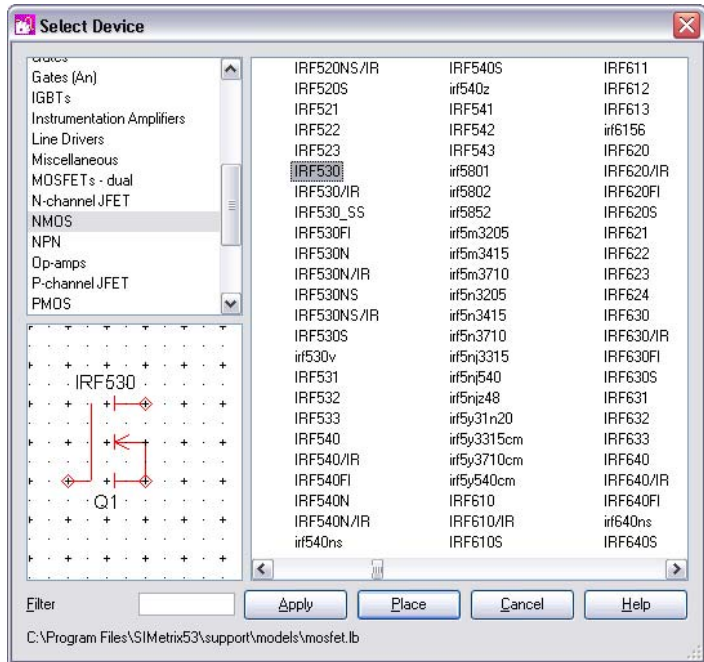 Select Device
Gates (An)
IGBTs
Instrumentation Amplifiers
Line Drivers
Miscellaneous
MOSFETs - dual
N-channel JFET
NMOS
NPN
Op-amps
P-channel JFET
PMOS
IRF520NS/IR
IRF520S
IRF521
IRF522
IRF523
IRF530
IRF530/IR
IRF530_SS
IRF530FI
IRF530N
IRF530N/IR
IRF530NS
IRF530NS/IR
IRF530S
irf530v
IRF531
IRF532
IRF533
IRF540
IRF540/IR
IRF540FI
IRF540N
IRF540N/IR
irf540ns
IRF540S
irf540z
IRF541
IRF542
IRF543
irf5801
irf5802
irf5852
irf5m3205
irf5m3415
irf5m3710
irf5n3205
irf5n3415
irf5n3710
irf5nj3315
irf5nj540
irf5njz48
irf5y31n20
irf5y3315cm
irf5y3710cm
irf5y540cm
IRF610
IRF610/IR
IRF610S
IRF611
IRF612
IRF613
irf6156
IRF620
IRF620/IR
IRF620FI
IRF620S
IRF621
IRF622
IRF623
IRF624
IRF630
IRF630/IR
IRF630FI
IRF630S
IRF631
IRF632
IRF633
IRF640
IRF640/IR
IRF640FI
irf640ns
IRF640S
IRF530
Q1
Filter
Apply
Place
Cancel
Help
C:\Program Files\SIMetrix53\support\models\mosfet.lb